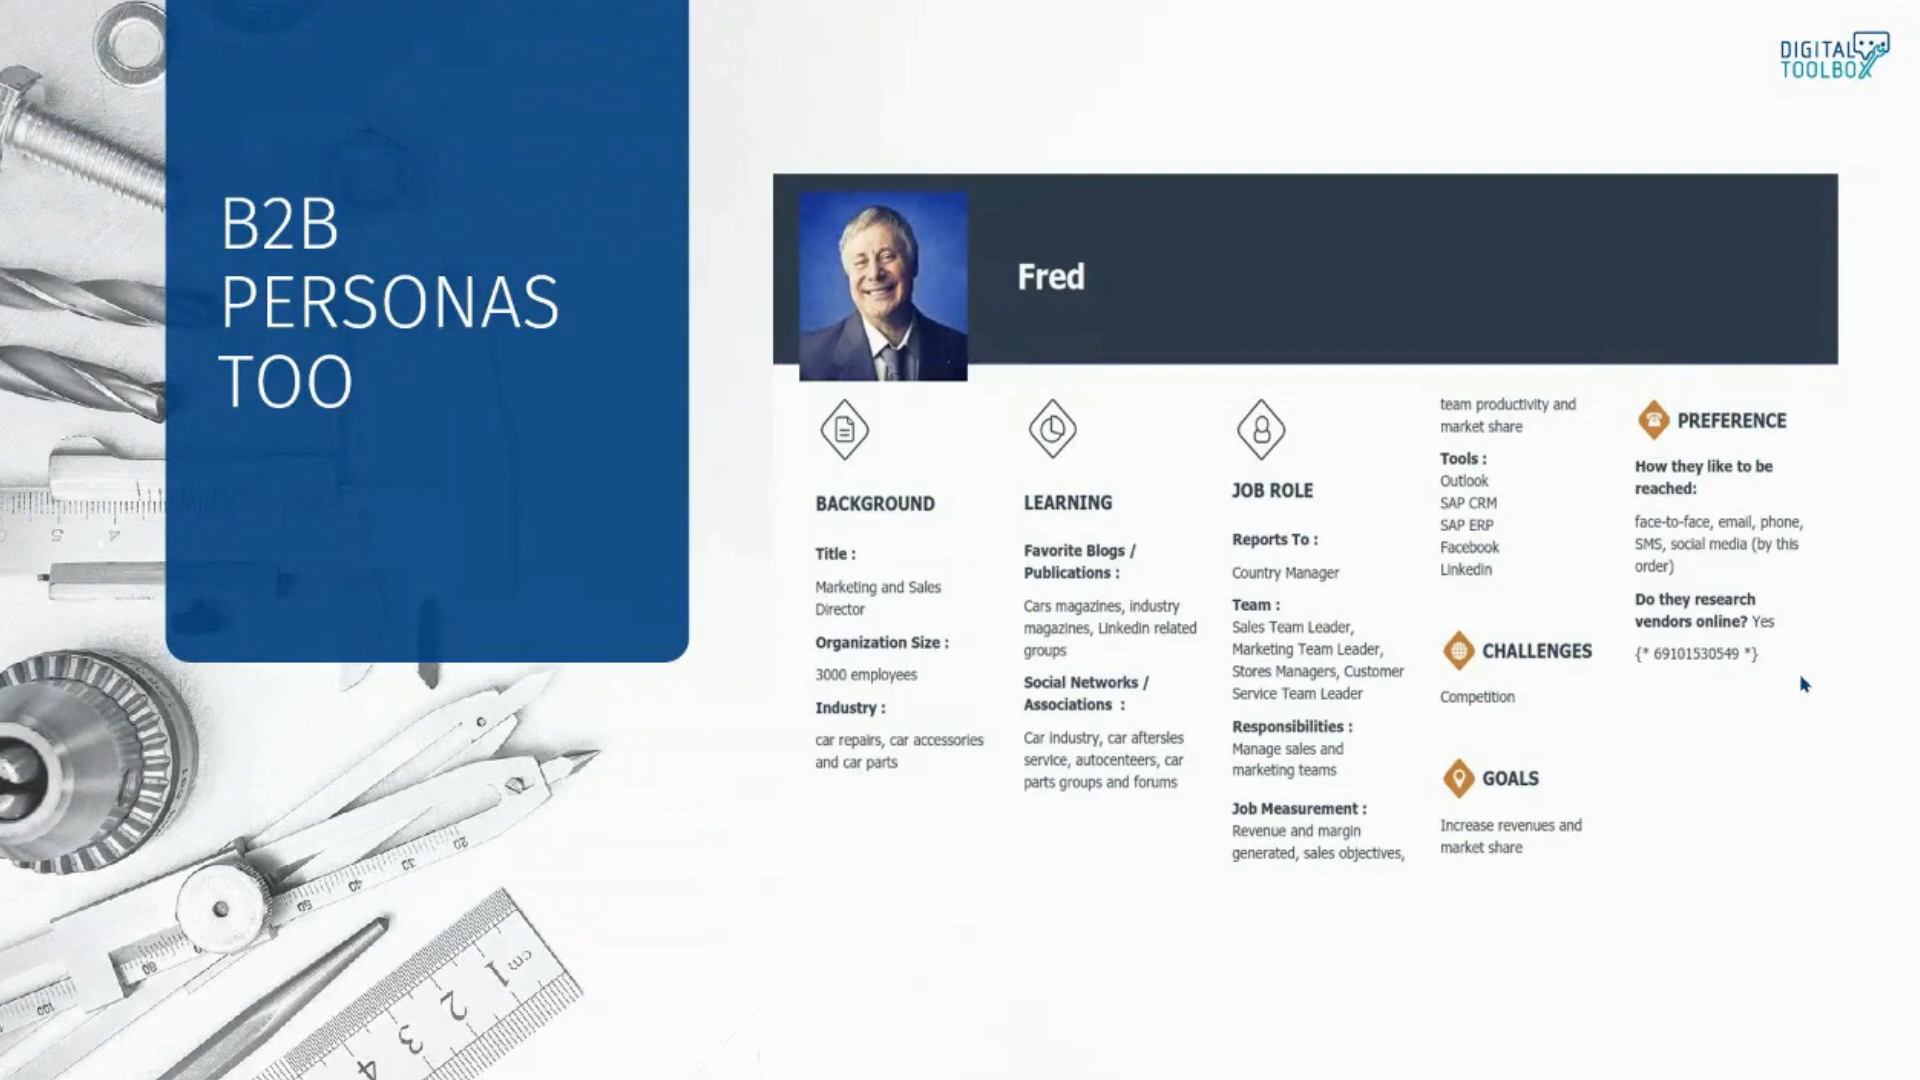 DIGITAL
TOOLBOX
B2B
PERSONAS
TOO
Fred
BACKGROUND
Title :
Marketing and Sales
Director
Organization Size :
3000 employees
Industry :
car repairs, car accessories
and car parts
LEARNING
Favorite Blogs /
Publications :
Cars magazines, industry
magazines, LinkedIn related
groups
Social Networks /
Associations :
Car industry, car aftersles
service, autocenteers, car
parts groups and forums
JOB ROLE
Reports To :
Country Manager
Team :
Sales Team Leader,
Marketing Team Leader,
Stores Managers, Customer
Service Team Leader
Responsibilities :
Manage sales and
marketing teams
Job Measurement :
Revenue and margin
generated, sales objectives,
team productivity and
market share
Tools :
Outlook
SAP CRM
SAP ERP
Facebook
Linkedin
CHALLENGES
Competition
GOALS
Increase revenues and
market share
PREFERENCE
How they like to be
reached:
face-to-face, email, phone,
SMS, social media (by this
order)
Do they research
vendors online? Yes
{* 69101530549 *}